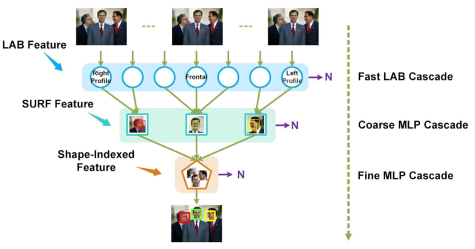 LAB Feature
Right Profile
Frontal
Left Profile
N
Fast LAB Cascade
SURF Feature
N
Coarse MLP Cascade
Shape-Indexed Feature
N
Fine MLP Cascade